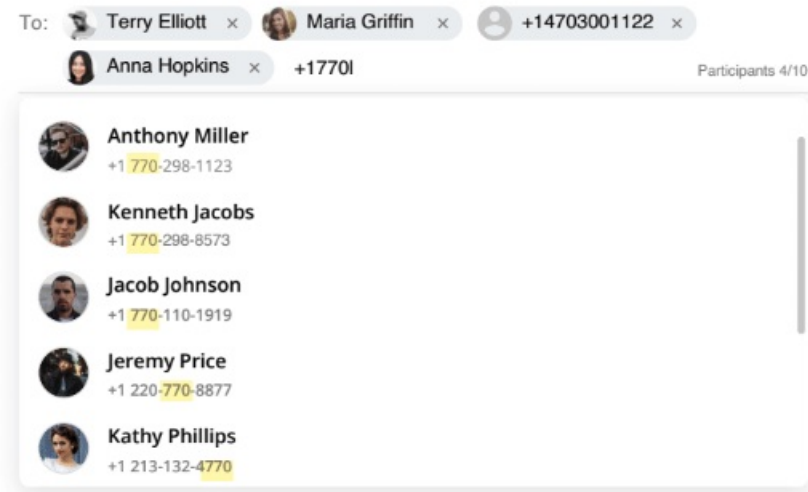 To: Terry Elliott × Maria Griffin × +14703001122 ×
Anna Hopkins × +1770l Participants 4/10
Anthony Miller
+1 770-298-1123
Kenneth Jacobs
+1 770-298-8573
Jacob Johnson
+1 770-110-1919
Jeremy Price
+1 220-770-8877
Kathy Phillips
+1 213-132-4770